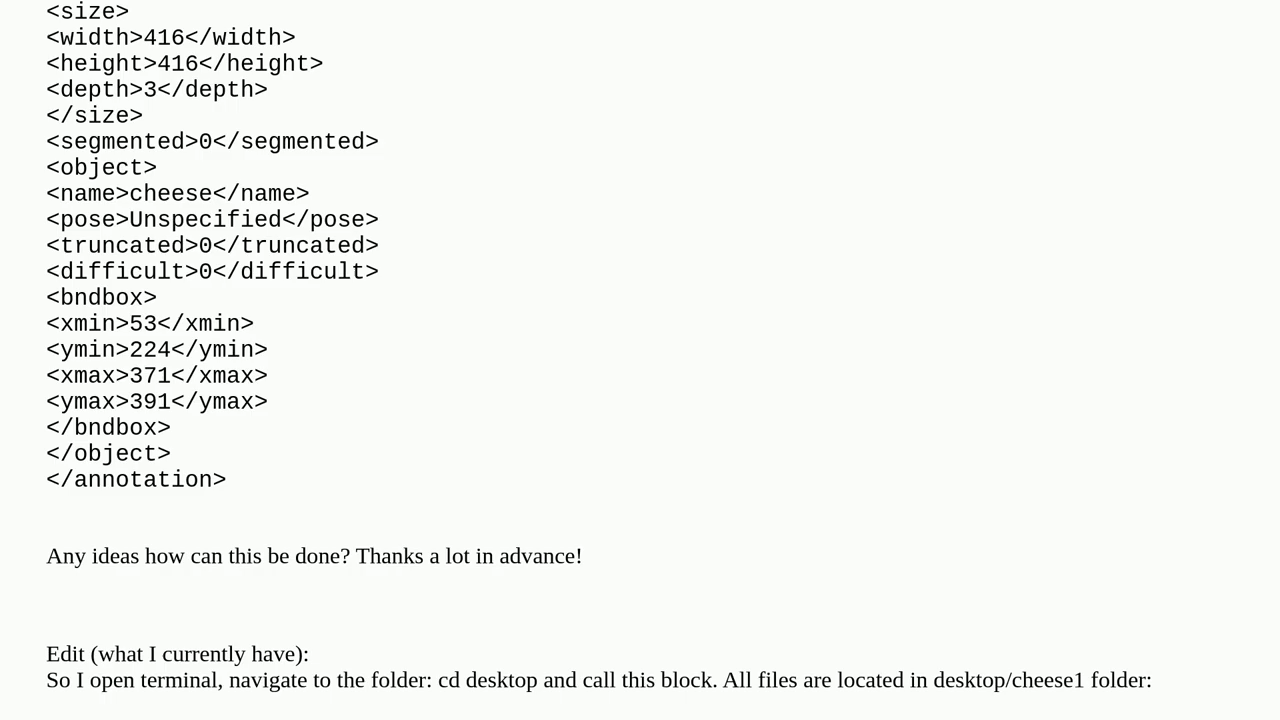 <size>
<width>416</width>
<height>416</height>
<depth>3</depth>
</size>
<segmented>0</segmented>
<object>
<name>cheese</name>
<pose>Unspecified</pose>
<truncated>0</truncated>
<difficult>0</difficult>
<bndbox>
<xmin>53</xmin>
<ymin>224</ymin>
<xmax>371</xmax>
<ymax>391</ymax>
</bndbox>
</object>
</annotation>
Any ideas how can this be done? Thanks a lot in advance!
Edit (what I currently have):
So I open terminal, navigate to the folder: cd desktop and call this block. All files are located in desktop/cheese1 folder: